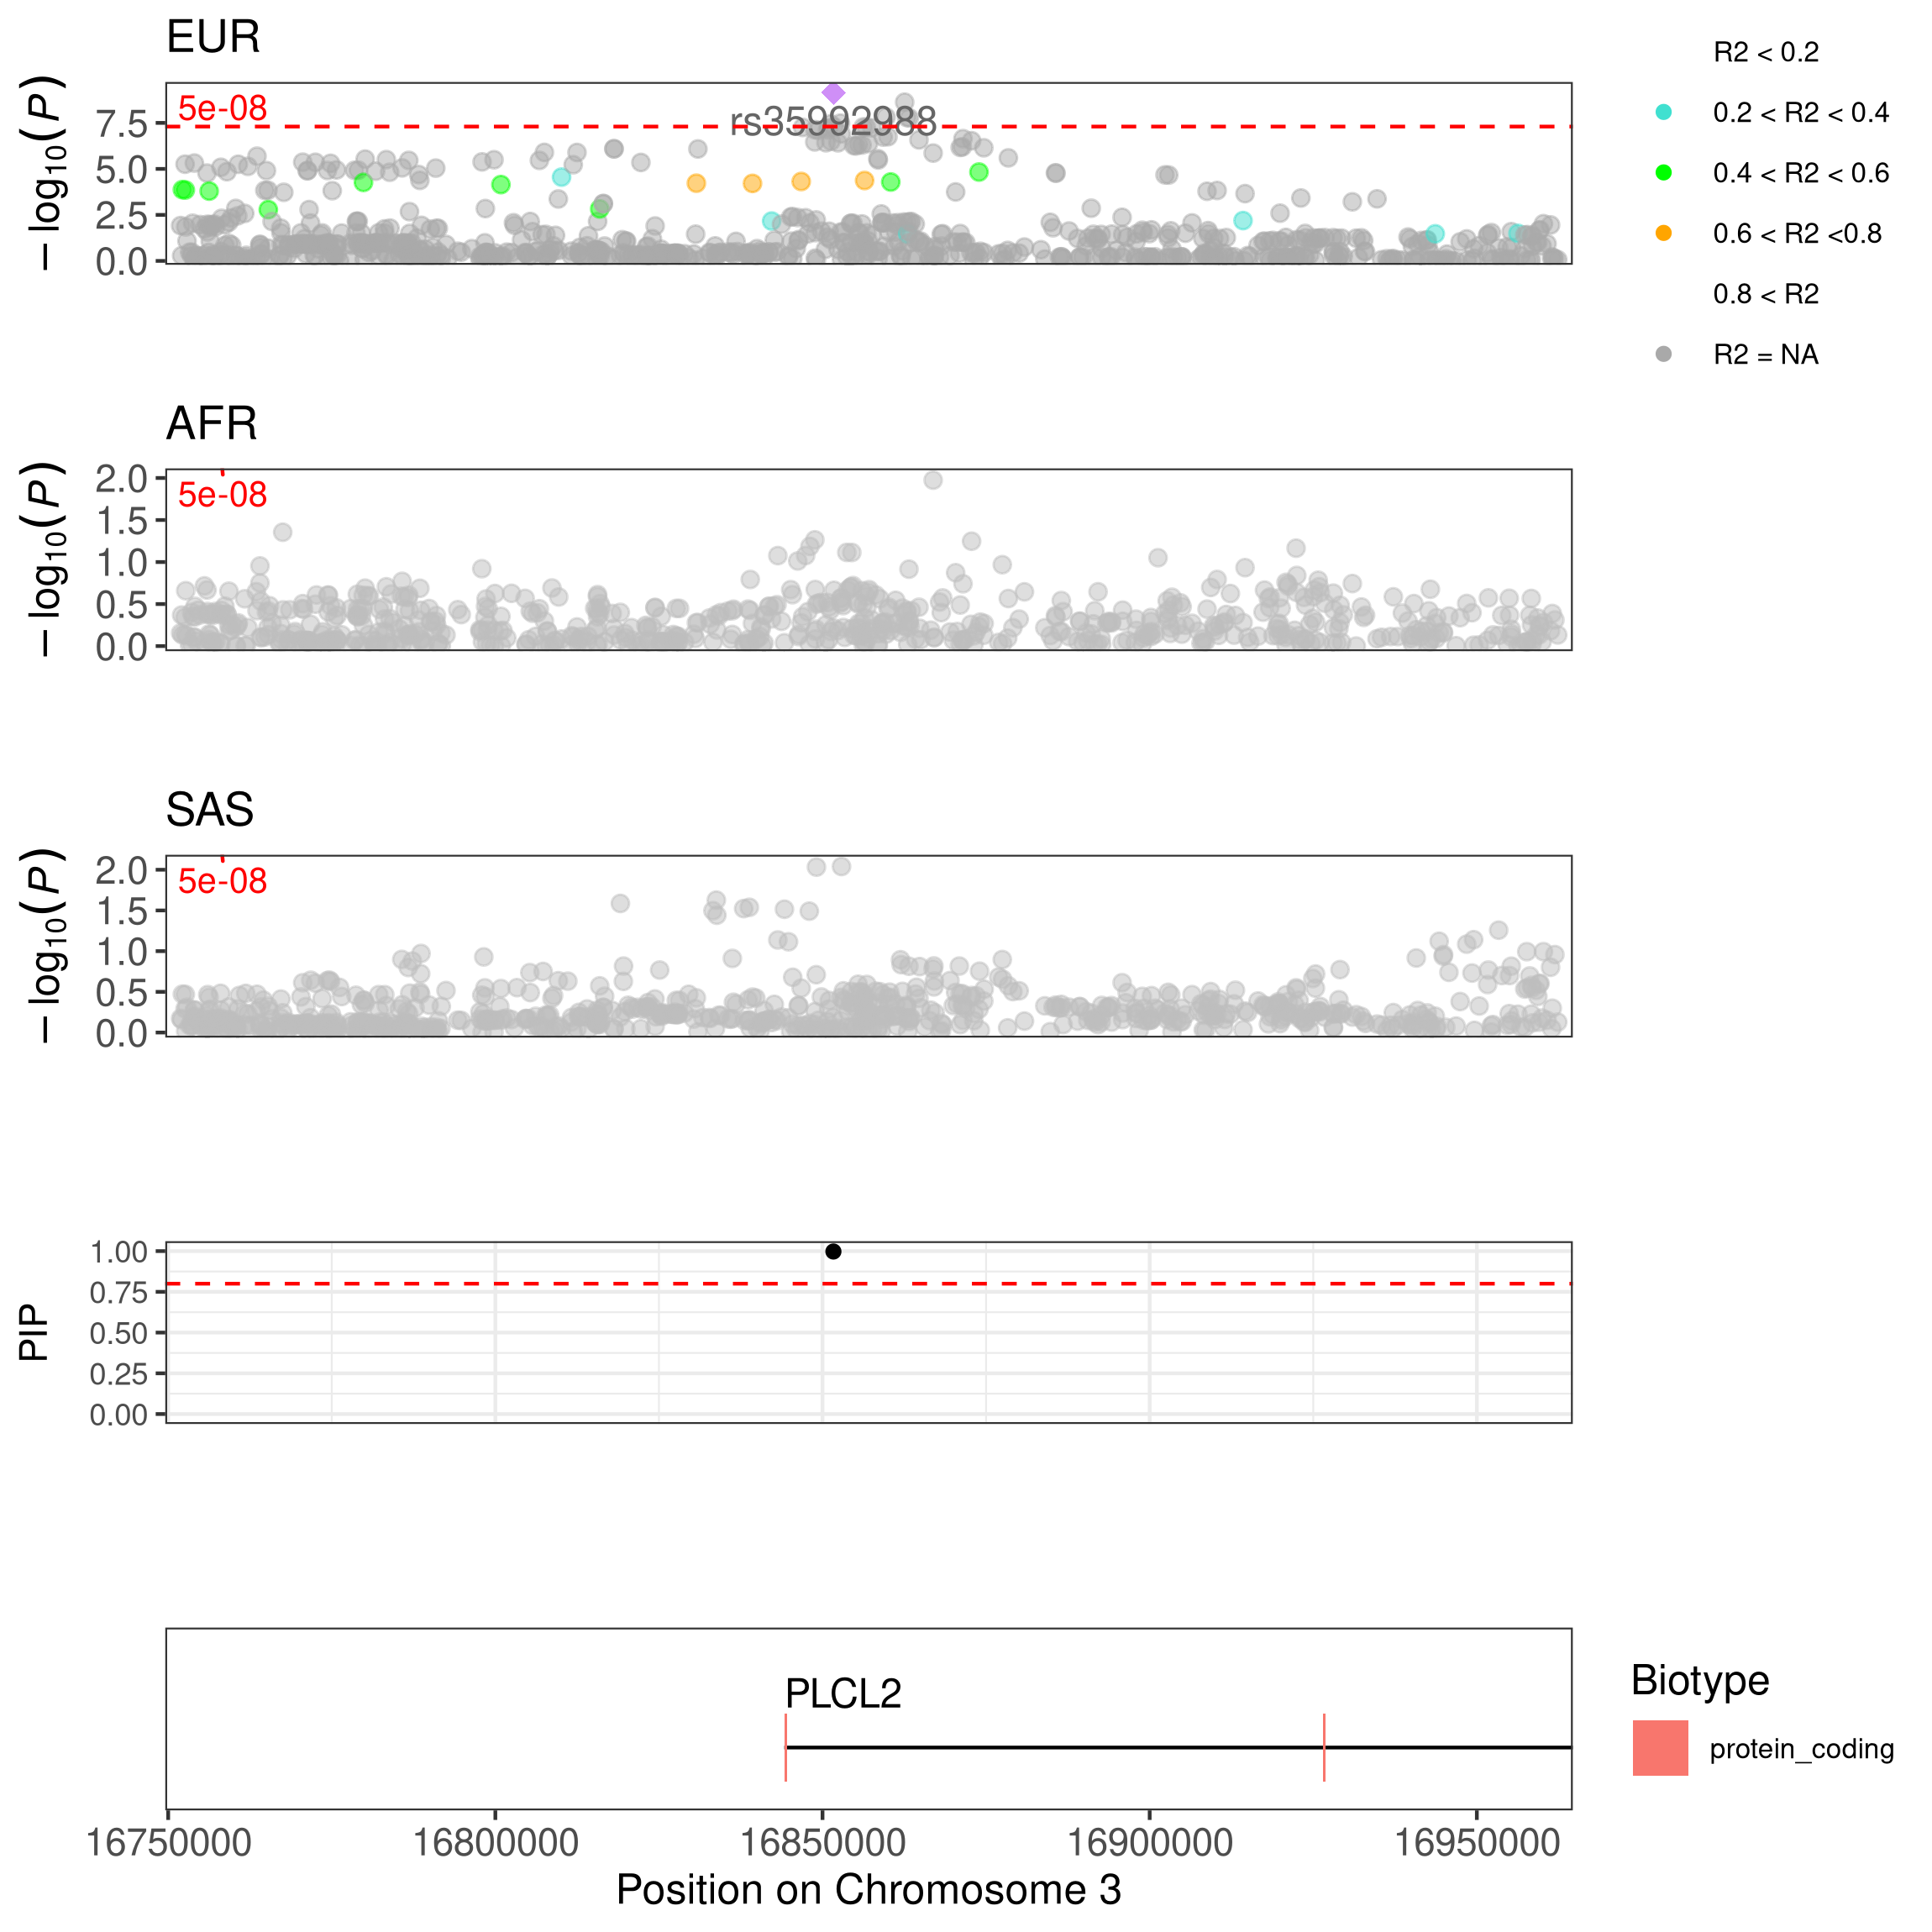 EUR
−log10(P)
7.5
5.0
2.5
0.0
5e-08
rs35992988
R2 < 0.2
0.2 < R2 < 0.4
0.4 < R2 < 0.6
0.6 < R2 <0.8
0.8 < R2
R2 = NA
AFR
−log10(P)
2.0
1.5
1.0
0.5
0.0
5e-08
SAS
−log10(P)
2.0
1.5
1.0
0.5
0.0
5e-08
PIP
1.00
0.75
0.50
0.25
0.00
PLCL2
Biotype
protein_coding
16750000 16800000 16850000 16900000 16950000
Position on Chromosome 3